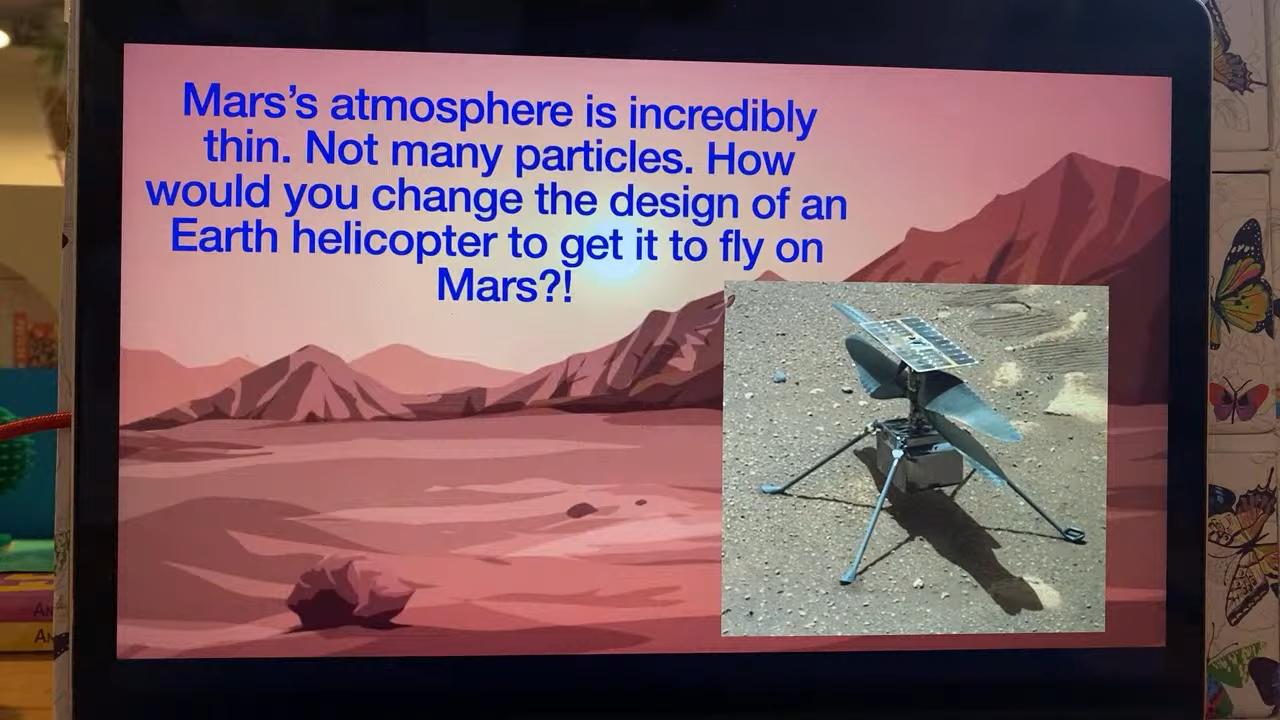 Mars's atmosphere is incredibly
thin. Not many particles. How
would you change the design of an
Earth helicopter to get it to fly on
Mars?!